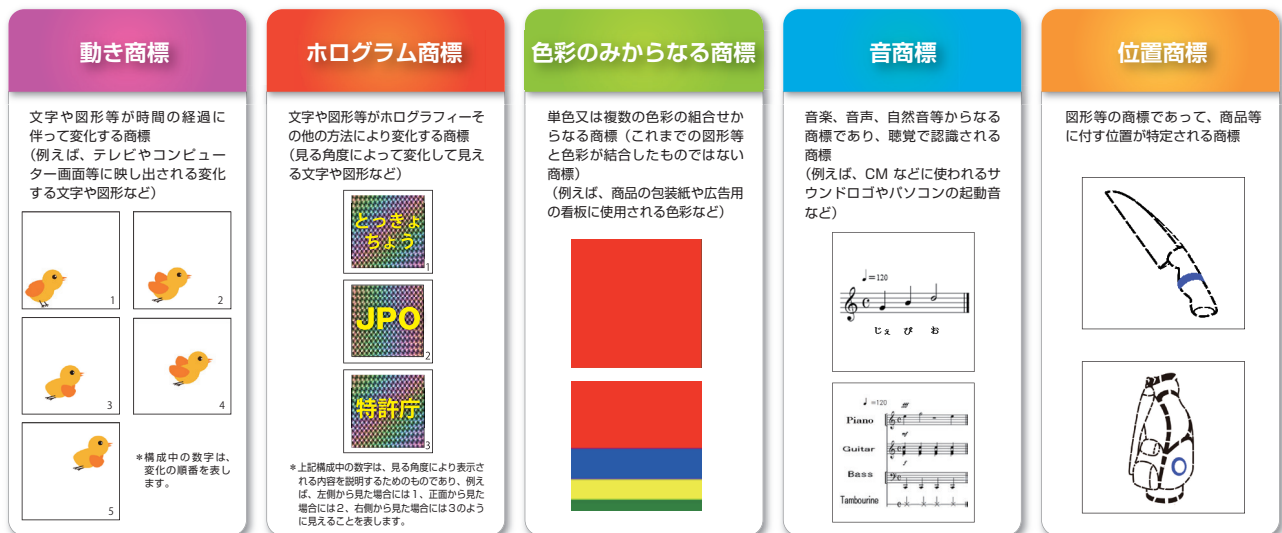 動き商標
文字や図形等が時間の経過に
伴って変化する商標
(例えば、テレビやコンピュー
ター画面等に映し出される変化
する文字や図形など)
1
2
3
4
5
*構成中の数字は、
変化の順番を表し
ます。
ホログラム商標
文字や図形等がホログラフィーそ
の他の方法により変化する商標
(見る角度によって変化して見え
る文字や図形など)
とっきょ
ちょう
1
JPO
2
特許庁
3
*上記構成中の数字は、見る角度により表示さ
れる内容を説明するためのものであり、例え
ば、左側から見た場合には1、正面から見た
場合には2、右側から見た場合には3のよう
に見えることを表します。
色彩のみからなる商標
単色又は複数の色彩の組合せか
らなる商標(これまでの図形等
と色彩が結合したものではない
商標)
(例えば、商品の包装紙や広告用
の看板に使用される色彩など)
音商標
音楽、音声、自然音等からなる
商標であり、聴覚で認識される
商標
(例えば、CM などに使われるサ
ウンドロゴやパソコンの起動音
など)
♩=120
じぇ ぴ お
♩=120
fff
Piano
mf
Guitar
f
Bass
Tambourine
位置商標
図形等の商標であって、商品等
に付す位置が特定される商標